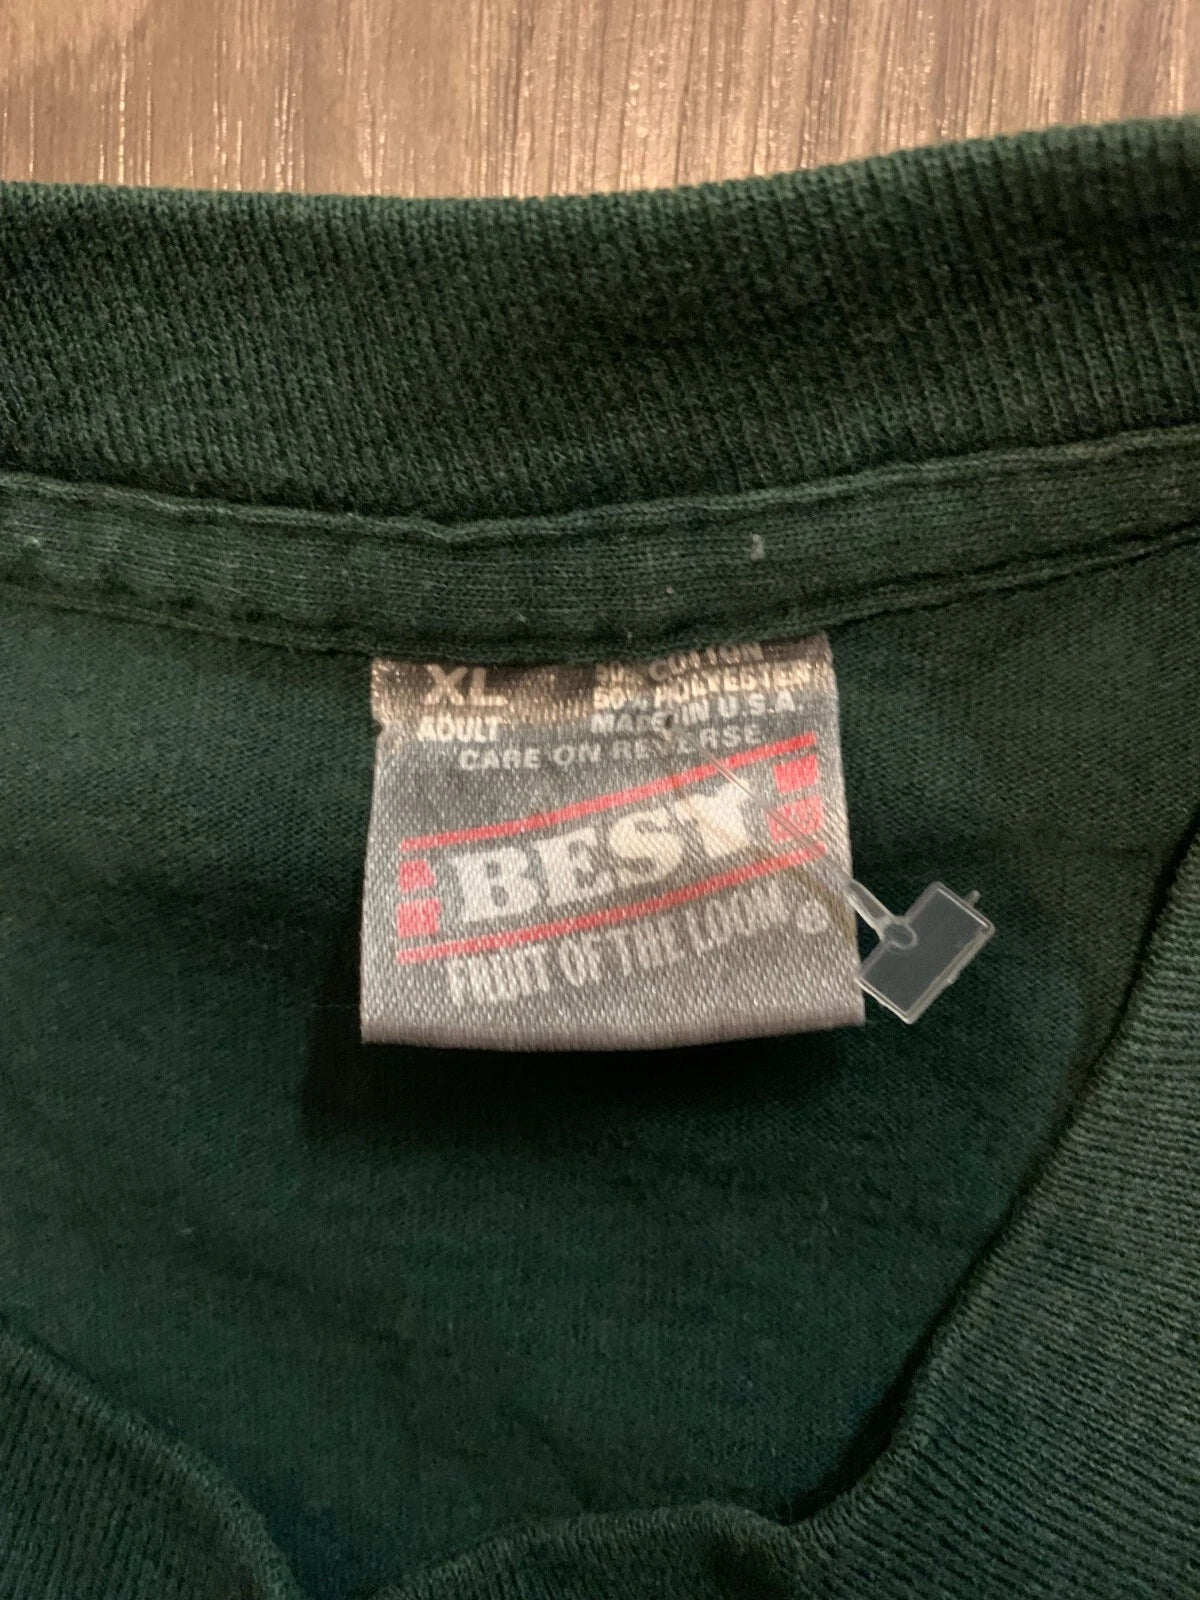 XL
50% COTTON
50% POLYESTER
ADULT
MADE IN U.S.A.
CARE ON REVERSE
BEST
FRUIT OF THE LOOM ®